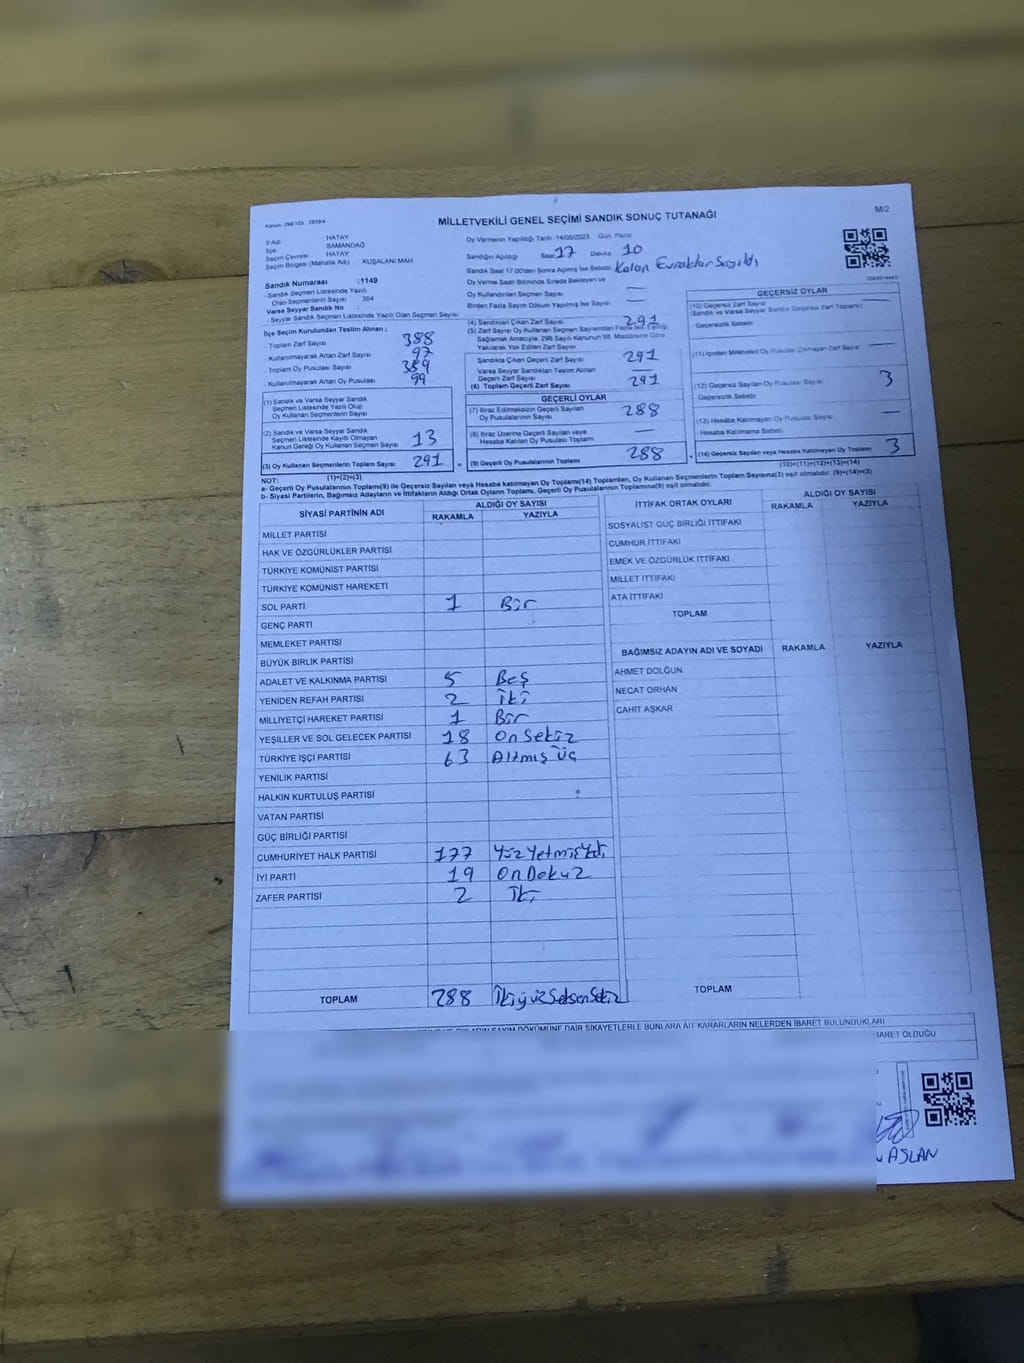 MİLLETVEKİLİ GENEL SEÇİMİ SANDIK SONUÇ TUTANAĞI
M/2
İl Adı HATAY
İlçe SAMANDAĞ
Seçim Çevresi HATAY
Seçim Bölgesi (Mahalle Adı) KUŞALANI MAH
Sandık Numarası :1149
Sandık Seçmen Listesinde Yazılı
Olan Seçmenlerin Sayısı 354
Varsa Seyyar Sandık No :
Seyyar Sandık Seçmen Listesinde Yazılı Olan Seçmen Sayısı
Oy Vermenin Yapıldığı Tarih :14/05/2023 Gün: Pazar
Sandığın Açıldığı Saat 17 Dakika 10
Sandık Saat 17:00'den Sonra Açılmış İse Sebebi: Kalan Evraklar Sayıldı
Oy Verme Saati Bitiminde Sırada Bekleyen ve
Oy Kullandırılan Seçmen Sayısı —
Birden Fazla Sayım Dökümü Yapılmış İse Sayısı —
İlçe Seçim Kurulundan Teslim Alınan ;
- Toplam Zarf Sayısı 388
- Kullanılmayarak Artan Zarf Sayısı 97
- Toplam Oy Pusulası Sayısı
- Kullanılmayarak Artan Oy Pusulası 99
(1) Sandık ve Varsa Seyyar Sandık
Seçmen Listesinde Yazılı Olup
Oy Kullanan Seçmenlerin Sayısı
(2) Sandık ve Varsa Seyyar Sandık
Seçmen Listesinde Kayıtlı Olmayan
Kanun Gereği Oy Kullanan Seçmen Sayısı 13
(3) Oy Kullanan Seçmenlerin Toplam Sayısı 291
(1)+(2)=(3)
(4) Sandıktan Çıkan Zarf Sayısı 291
(5) Zarf Sayısı Oy Kullanan Seçmen Sayısından Fazla ise, Eşitliği
Sağlamak Amacıyla, 298 Sayılı Kanunun 98. Maddesine Göre
Yakılarak Yok Edilen Zarf Sayısı
Sandıkta Çıkan Geçerli Zarf Sayısı 291
Varsa Seyyar Sandıktan Teslim Alınan
Geçerli Zarf Sayısı —
(6) Toplam Geçerli Zarf Sayısı 291
GEÇERLİ OYLAR
(7) İtiraz Edilmeksizin Geçerli Sayılan
Oy Pusulalarının Sayısı 288
(8) İtiraz Üzerine Geçerli Sayılan veya
Hesaba Katılan Oy Pusulası Toplamı —
(9) Geçerli Oy Pusulalarının Toplamı 288
GEÇERSİZ OYLAR
(10) Geçersiz Zarf Sayısı
(Sandık ve Varsa Seyyar Sandık Geçersiz Zarf Toplamı) —
Geçersizlik Sebebi
(11) İçinden Milletvekili Oy Pusulası Çıkmayan Zarf Sayısı —
(12) Geçersiz Sayılan Oy Pusulası Sayısı 3
Geçersizlik Sebebi
(13) Hesaba Katılmayan Oy Pusulası Sayısı —
Hesaba Katılmama Sebebi
(14) Geçersiz Sayılan veya Hesaba Katılmayan Oy Toplamı 3
(10)+(11)+(12)+(13)=(14)
NOT:
a- Geçerli Oy Pusulalarının Toplamı(9) ile Geçersiz Sayılan veya Hesaba Katılmayan Oy Toplamı(14) Toplamları, Oy Kullanan Seçmenlerin Toplam Sayısına(3) eşit olmalıdır. (9)+(14)=(3)
b- Siyasi Partilerin, Bağımsız Adayların ve İttifakların Aldığı Ortak Oyların Toplamı, Geçerli Oy Pusulalarının Toplamına(9) eşit olmalıdır.
SİYASİ PARTİNİN ADI ALDIĞI OY SAYISI
RAKAMLA YAZIYLA
MİLLET PARTİSİ
HAK VE ÖZGÜRLÜKLER PARTİSİ
TÜRKİYE KOMÜNİST PARTİSİ
TÜRKİYE KOMÜNİST HAREKETİ
SOL PARTİ 1 Bir
GENÇ PARTİ
MEMLEKET PARTİSİ
BÜYÜK BİRLİK PARTİSİ
ADALET VE KALKINMA PARTİSİ 5 Beş
YENİDEN REFAH PARTİSİ 2 İki
MİLLİYETÇİ HAREKET PARTİSİ 1 Bir
YEŞİLLER VE SOL GELECEK PARTİSİ 18 On Sekiz
TÜRKİYE İŞÇİ PARTİSİ 63 Altmış Üç
YENİLİK PARTİSİ
HALKIN KURTULUŞ PARTİSİ
VATAN PARTİSİ
GÜÇ BİRLİĞİ PARTİSİ
CUMHURİYET HALK PARTİSİ 177 Yüz Yetmiş Yedi
İYİ PARTİ 19 On Dokuz
ZAFER PARTİSİ 2 İki
TOPLAM 288 İkiyüz Seksen Sekiz
İTTİFAK ORTAK OYLARI ALDIĞI OY SAYISI
RAKAMLA YAZIYLA
SOSYALİST GÜÇ BİRLİĞİ İTTİFAKI
CUMHUR İTTİFAKI
EMEK VE ÖZGÜRLÜK İTTİFAKI
MİLLET İTTİFAKI
ATA İTTİFAKI
TOPLAM
BAĞIMSIZ ADAYIN ADI VE SOYADI RAKAMLA YAZIYLA
AHMET DOLĞUN
NECAT ORHAN
CAHİT AŞKAR
TOPLAM
DÖKÜMÜNE DAİR ŞİKAYETLERLE BUNLARA AİT KARARLARIN NELERDEN İBARET BULUNDUKLARI
İBARET OLDUĞU
ASLAN